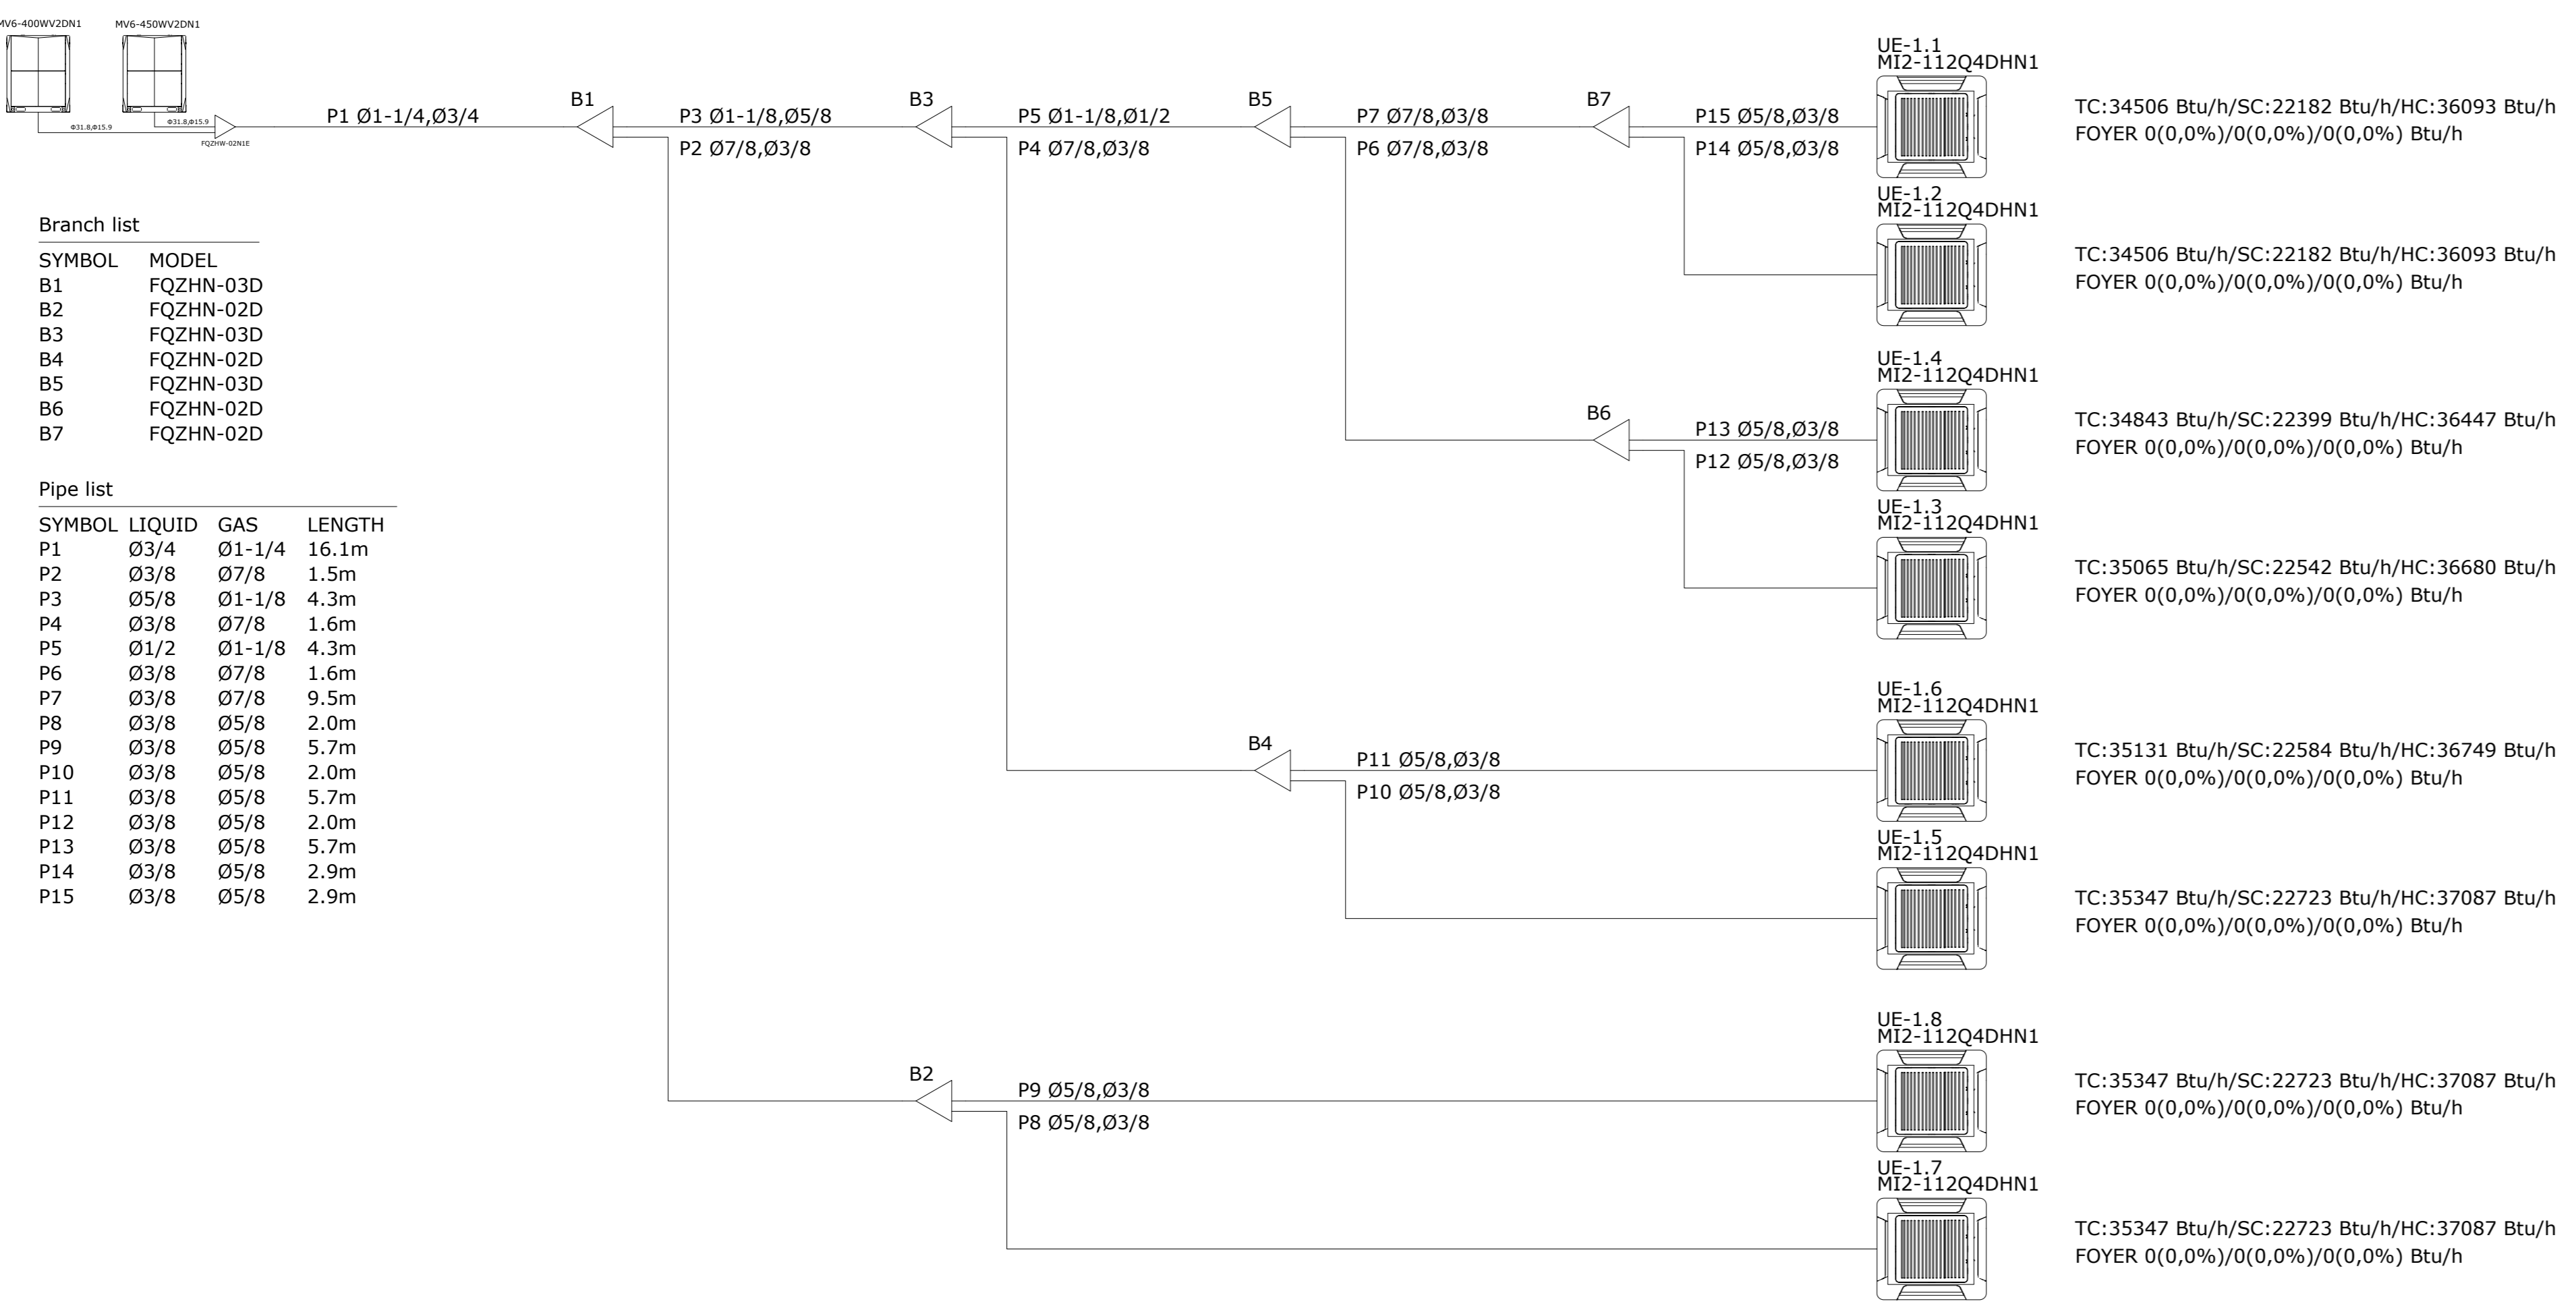 MV6-400WV2DN1 MV6-450WV2DN1
Φ31.8,Φ15.9
Φ31.8,Φ15.9
FQZHW-02N1E
P1 Ø1-1/4,Ø3/4
B1
P3 Ø1-1/8,Ø5/8
P2 Ø7/8,Ø3/8
B3
P5 Ø1-1/8,Ø1/2
P4 Ø7/8,Ø3/8
B5
P7 Ø7/8,Ø3/8
P6 Ø7/8,Ø3/8
B7
P15 Ø5/8,Ø3/8
P14 Ø5/8,Ø3/8
UE-1.1
MI2-112Q4DHN1
TC:34506 Btu/h/SC:22182 Btu/h/HC:36093 Btu/h
FOYER 0(0,0%)/0(0,0%)/0(0,0%) Btu/h
UE-1.2
MI2-112Q4DHN1
TC:34506 Btu/h/SC:22182 Btu/h/HC:36093 Btu/h
FOYER 0(0,0%)/0(0,0%)/0(0,0%) Btu/h
B6
P13 Ø5/8,Ø3/8
P12 Ø5/8,Ø3/8
UE-1.4
MI2-112Q4DHN1
TC:34843 Btu/h/SC:22399 Btu/h/HC:36447 Btu/h
FOYER 0(0,0%)/0(0,0%)/0(0,0%) Btu/h
UE-1.3
MI2-112Q4DHN1
TC:35065 Btu/h/SC:22542 Btu/h/HC:36680 Btu/h
FOYER 0(0,0%)/0(0,0%)/0(0,0%) Btu/h
B4
P11 Ø5/8,Ø3/8
P10 Ø5/8,Ø3/8
UE-1.6
MI2-112Q4DHN1
TC:35131 Btu/h/SC:22584 Btu/h/HC:36749 Btu/h
FOYER 0(0,0%)/0(0,0%)/0(0,0%) Btu/h
UE-1.5
MI2-112Q4DHN1
TC:35347 Btu/h/SC:22723 Btu/h/HC:37087 Btu/h
FOYER 0(0,0%)/0(0,0%)/0(0,0%) Btu/h
B2
P9 Ø5/8,Ø3/8
P8 Ø5/8,Ø3/8
UE-1.8
MI2-112Q4DHN1
TC:35347 Btu/h/SC:22723 Btu/h/HC:37087 Btu/h
FOYER 0(0,0%)/0(0,0%)/0(0,0%) Btu/h
UE-1.7
MI2-112Q4DHN1
TC:35347 Btu/h/SC:22723 Btu/h/HC:37087 Btu/h
FOYER 0(0,0%)/0(0,0%)/0(0,0%) Btu/h
Branch list
SYMBOL MODEL
B1 FQZHN-03D
B2 FQZHN-02D
B3 FQZHN-03D
B4 FQZHN-02D
B5 FQZHN-03D
B6 FQZHN-02D
B7 FQZHN-02D
Pipe list
SYMBOL LIQUID GAS LENGTH
P1 Ø3/4 Ø1-1/4 16.1m
P2 Ø3/8 Ø7/8 1.5m
P3 Ø5/8 Ø1-1/8 4.3m
P4 Ø3/8 Ø7/8 1.6m
P5 Ø1/2 Ø1-1/8 4.3m
P6 Ø3/8 Ø7/8 1.6m
P7 Ø3/8 Ø7/8 9.5m
P8 Ø3/8 Ø5/8 2.0m
P9 Ø3/8 Ø5/8 5.7m
P10 Ø3/8 Ø5/8 2.0m
P11 Ø3/8 Ø5/8 5.7m
P12 Ø3/8 Ø5/8 2.0m
P13 Ø3/8 Ø5/8 5.7m
P14 Ø3/8 Ø5/8 2.9m
P15 Ø3/8 Ø5/8 2.9m